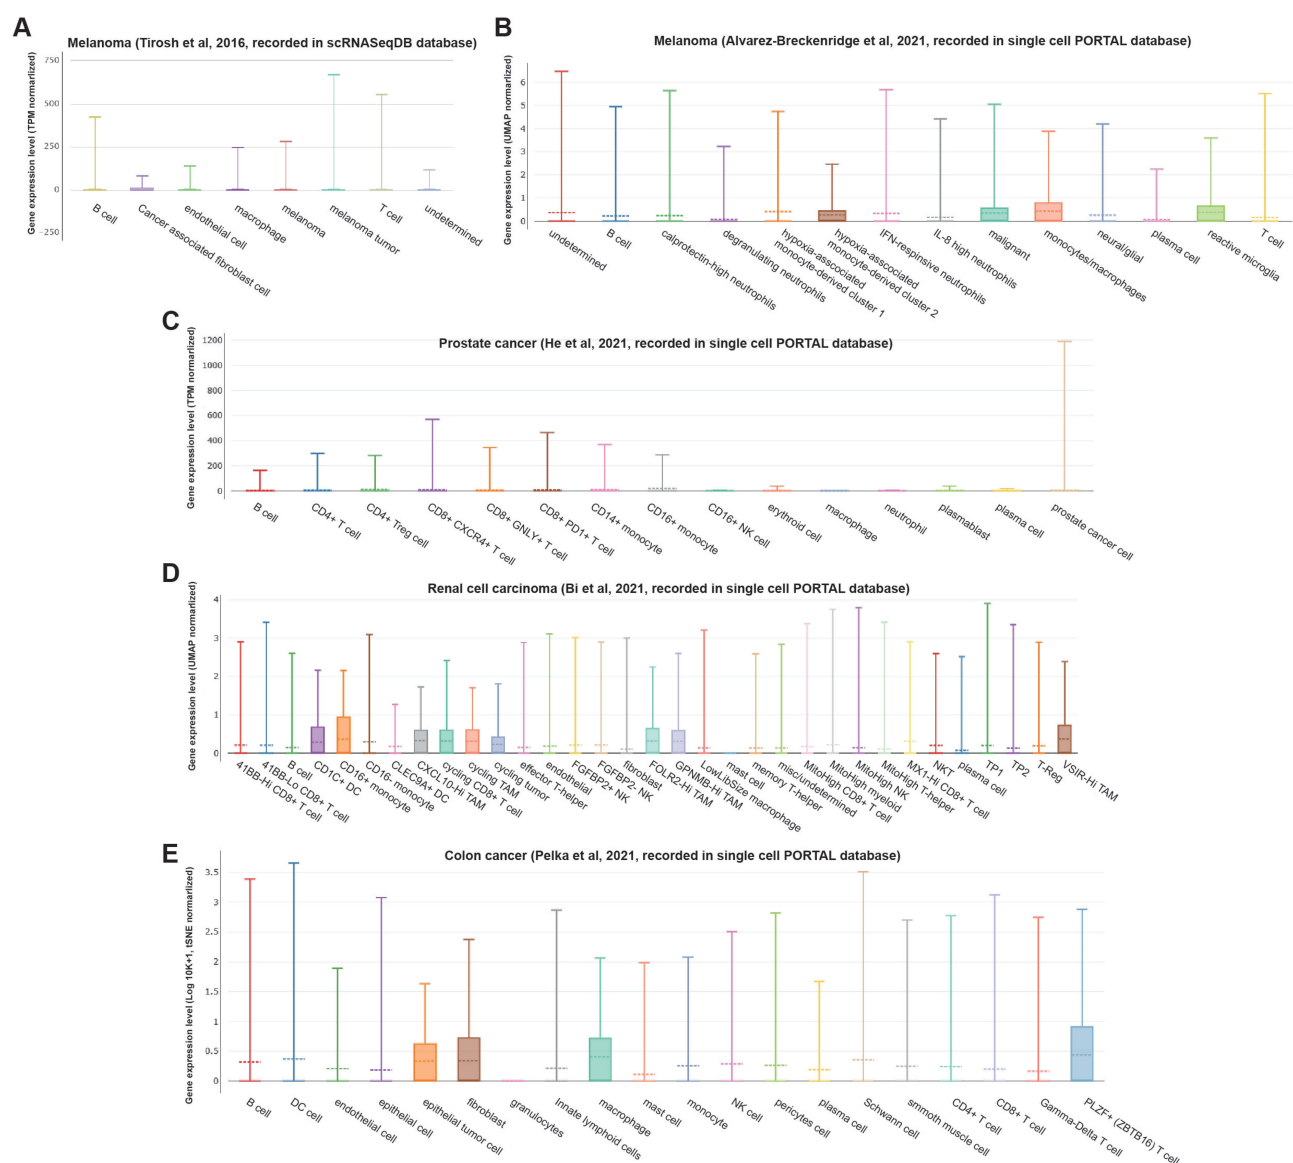 A
Melanoma (Tirosh et al, 2016, recorded in scRNASeqDB database)
Gene expression level (TPM normarlized)
750
500
250
0
−250
B cell
Cancer associated fibroblast cell
endothelial cell
macrophage
melanoma
melanoma tumor
T cell
undetermined
B
Melanoma (Alvarez-Breckenridge et al, 2021, recorded in single cell PORTAL database)
Gene expression level (UMAP normarlized)
6
5
4
3
2
1
0
undetermined
B cell
calprotectin-high neutrophils
degranulating neutrophils
hypoxia-asscociated
monocyte-derived cluster 1
hypoxia-asscociated
monocyte-derived cluster 2
IFN-respinsive neutrophils
IL-8 high neutrophils
malignant
monocytes/macrophages
neural/glial
plasma cell
reactive microglia
T cell
C
Prostate cancer (He et al, 2021, recorded in single cell PORTAL database)
Gene expression level (TPM normarlized)
1200
1000
800
600
400
200
0
B cell
CD4+ T cell
CD4+ Treg cell
CD8+ CXCR4+ T cell
CD8+ GNLY+ T cell
CD8+ PD1+ T cell
CD14+ monocyte
CD16+ monocyte
CD16+ NK cell
erythroid cell
macrophage
neutrophil
plasmablast
plasma cell
prostate cancer cell
D
Renal cell carcinoma (Bi et al, 2021, recorded in single cell PORTAL database)
Gene expression level (UMAP normarlized)
4
3
2
1
0
41BB-Hi CD8+ T cell
41BB-Lo CD8+ T cell
B cell
CD1C+ DC
CD16+ monocyte
CD16- monocyte
CLEC9A+ DC
CXCL10-Hi TAM
cycling CD8+ T cell
cycling TAM
cycling tumor
effector T-helper
endothelial
FGFBP2+ NK
FGFBP2- NK
fibroblast
FOLR2-Hi TAM
GPNMB-Hi TAM
LowLibSize macrophage
mast cell
memory T-helper
misc/undetermined
MitoHigh CD8+ T cell
MitoHigh myeloid
MitoHigh NK
MitoHigh T-helper
MX1-Hi CD8+ T cell
NKT
plasma cell
TP1
TP2
T-Reg
VSIR-Hi TAM
E
Colon cancer (Pelka et al, 2021, recorded in single cell PORTAL database)
Gene expression level (Log 10K+1, tSNE normarlized)
3.5
3
2.5
2
1.5
1
0.5
0
B cell
DC cell
endothelial cell
epithelial cell
epithelial tumor cell
fibroblast
granulocytes
Innate lymphoid cells
macrophage
mast cell
monocyte
NK cell
pericytes cell
plasma cell
Schwann cell
smmoth muscle cell
CD4+ T cell
CD8+ T cell
Gamma-Delta T cell
PLZF+ (ZBTB16) T cell